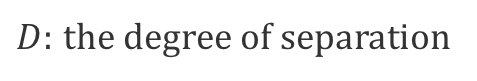 D: the degree of separation